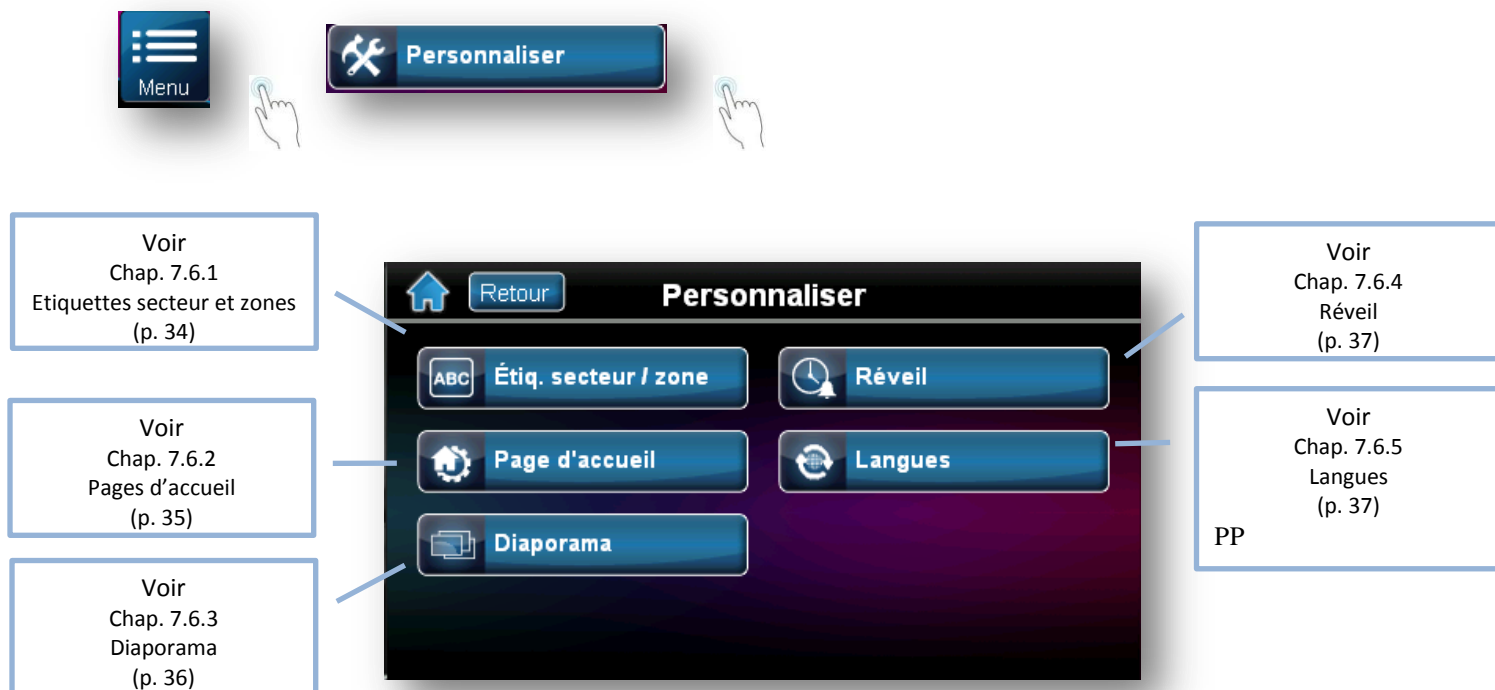 Menu
Personnaliser
Voir
Chap. 7.6.1
Etiquettes secteur et zones
(p. 34)
Voir
Chap. 7.6.2
Pages d’accueil
(p. 35)
Voir
Chap. 7.6.3
Diaporama
(p. 36)
Retour
Personnaliser
ABC
Étiq. secteur / zone
Réveil
Page d'accueil
Langues
Diaporama
Voir
Chap. 7.6.4
Réveil
(p. 37)
Voir
Chap. 7.6.5
Langues
(p. 37)
PP